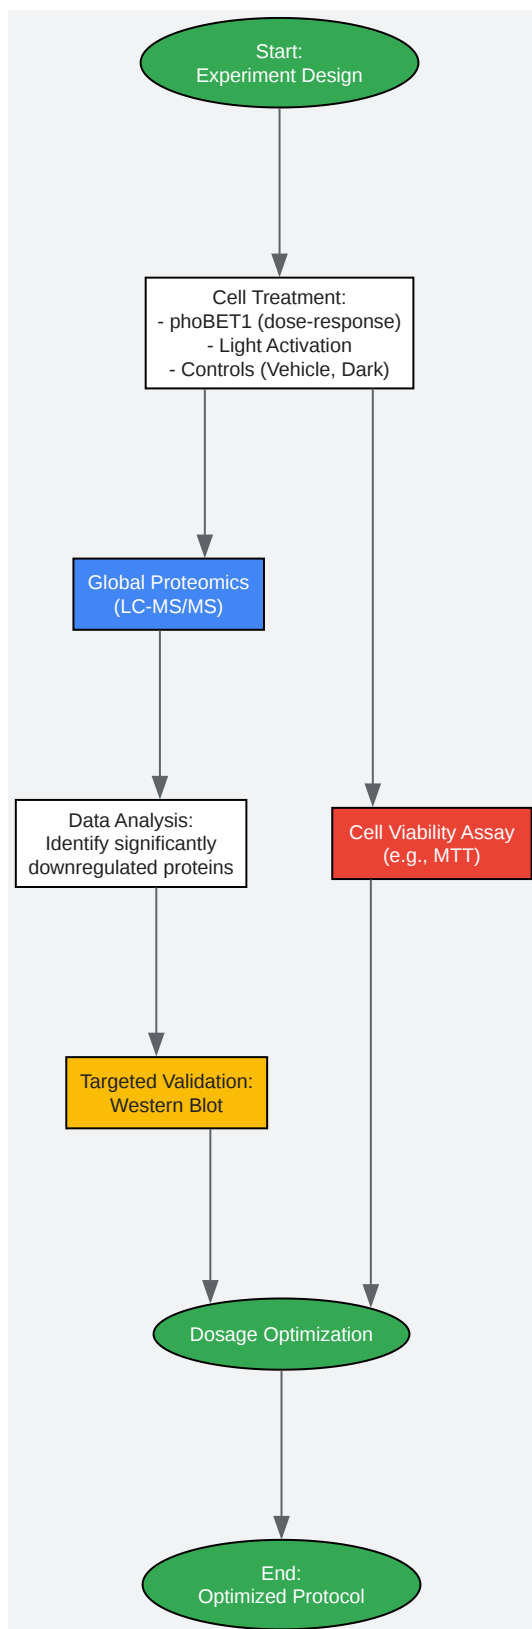 Start:
Experiment Design
Cell Treatment:
- phoBET1 (dose-response)
- Light Activation
- Controls (Vehicle, Dark)
Global Proteomics
(LC-MS/MS)
Data Analysis:
Identify significantly
downregulated proteins
Cell Viability Assay
(e.g., MTT)
Targeted Validation:
Western Blot
Dosage Optimization
End:
Optimized Protocol